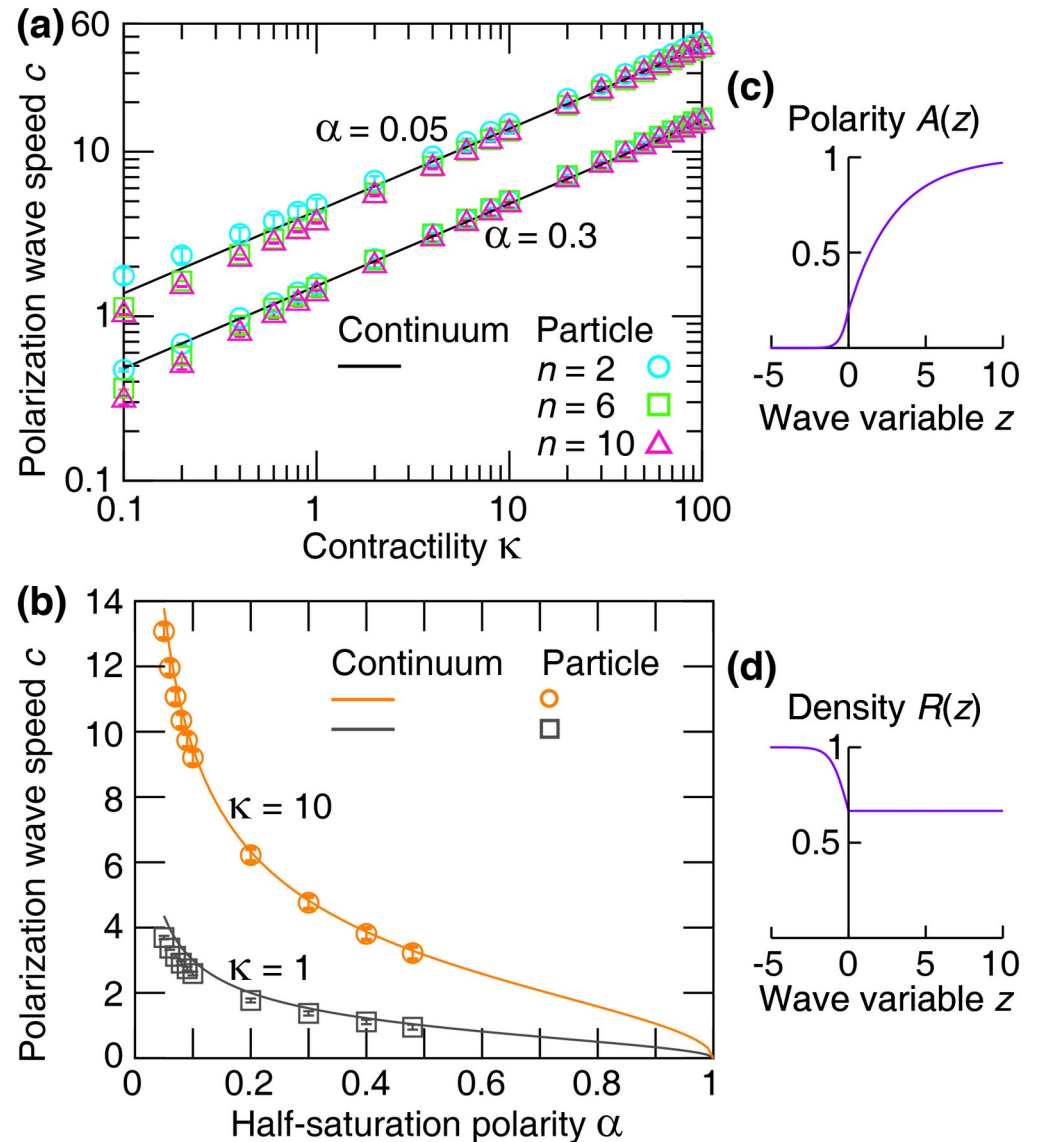 (a)
Polarization wave speed c
60
10
1
0.1
α = 0.05
α = 0.3
Continuum Particle
n = 2
n = 6
n = 10
0.1 1 10 100
Contractility κ
(c)
Polarity A(z)
1
0.5
-5 0 5 10
Wave variable z
(b)
Polarization wave speed c
14
12
10
8
6
4
2
0
Continuum Particle
κ = 10
κ = 1
0 0.2 0.4 0.6 0.8 1
Half-saturation polarity α
(d)
Density R(z)
1
0.5
-5 0 5 10
Wave variable z